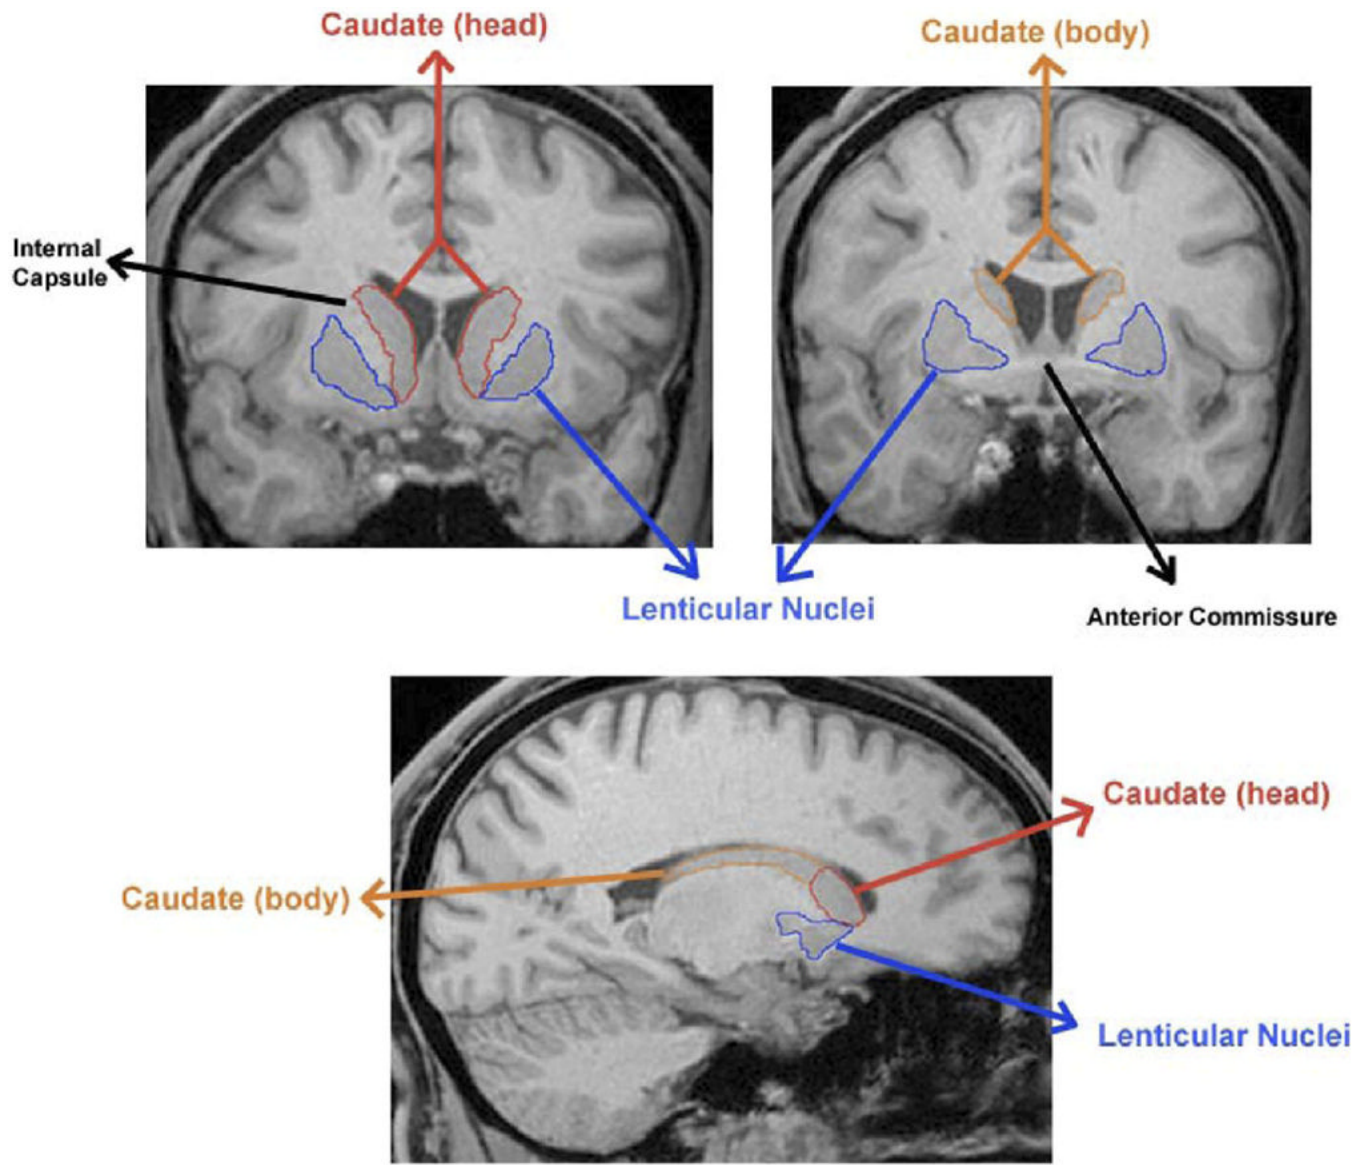 Caudate (head)
Caudate (body)
Internal
Capsule
Lenticular Nuclei
Anterior Commissure
Caudate (head)
Caudate (body)
Lenticular Nuclei